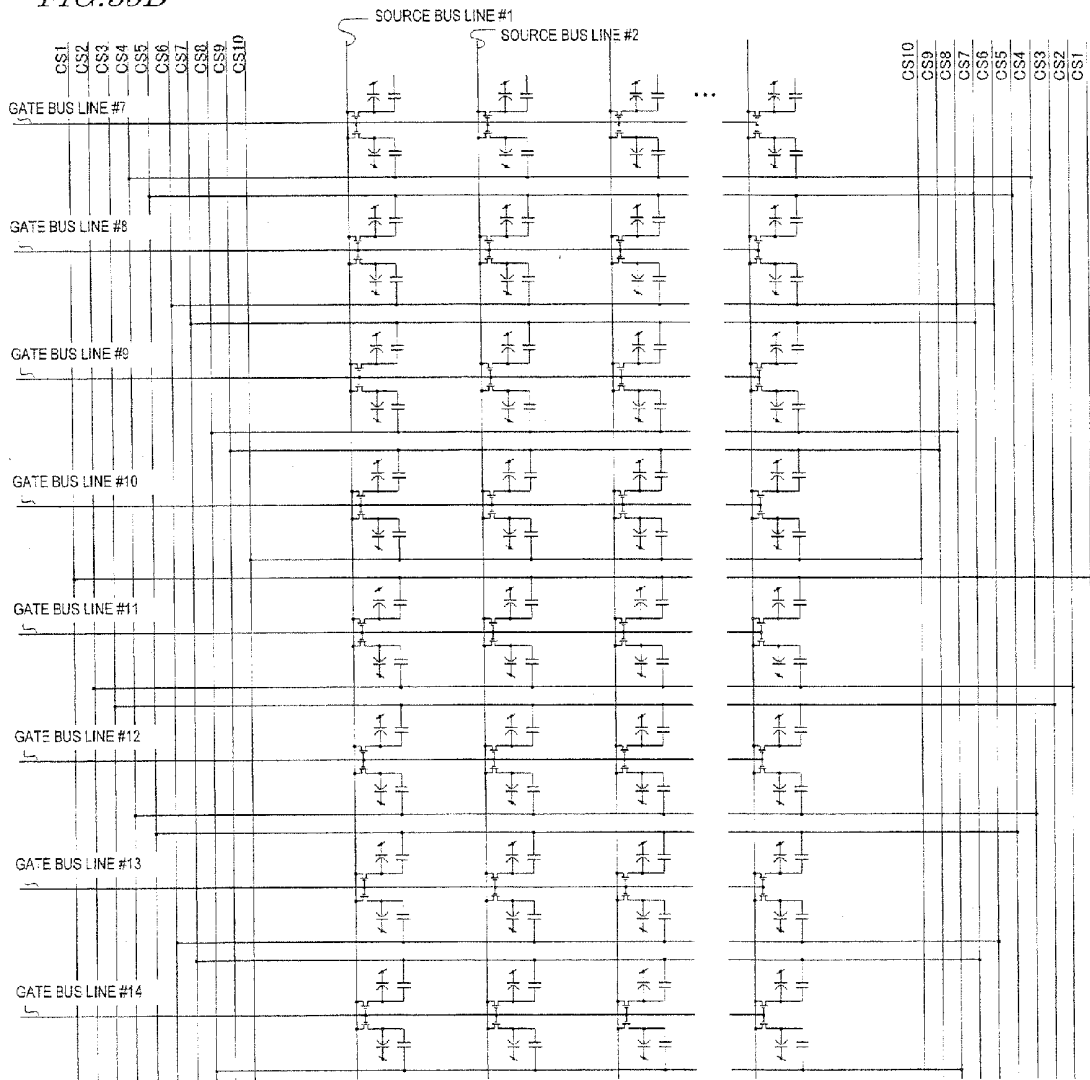 FIG.35B
SOURCE BUS LINE #1
SOURCE BUS LINE #2
CS1
CS2
CS3
CS4
CS5
CS6
CS7
CS8
CS9
CS10
CS10
CS9
CS8
CS7
CS6
CS5
CS4
CS3
CS2
CS1
...
GATE BUS LINE #7
GATE BUS LINE #8
GATE BUS LINE #9
GATE BUS LINE #10
GATE BUS LINE #11
GATE BUS LINE #12
GATE BUS LINE #13
GATE BUS LINE #14